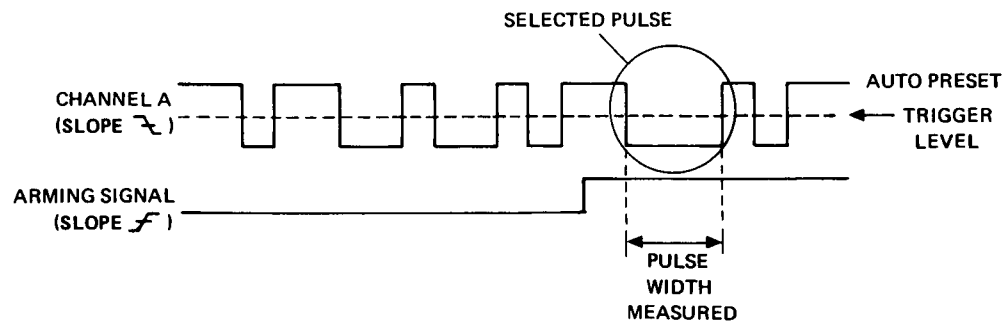 SELECTED PULSE
CHANNEL A
(SLOPE )
AUTO PRESET
TRIGGER
LEVEL
ARMING SIGNAL
(SLOPE )
PULSE
WIDTH
MEASURED